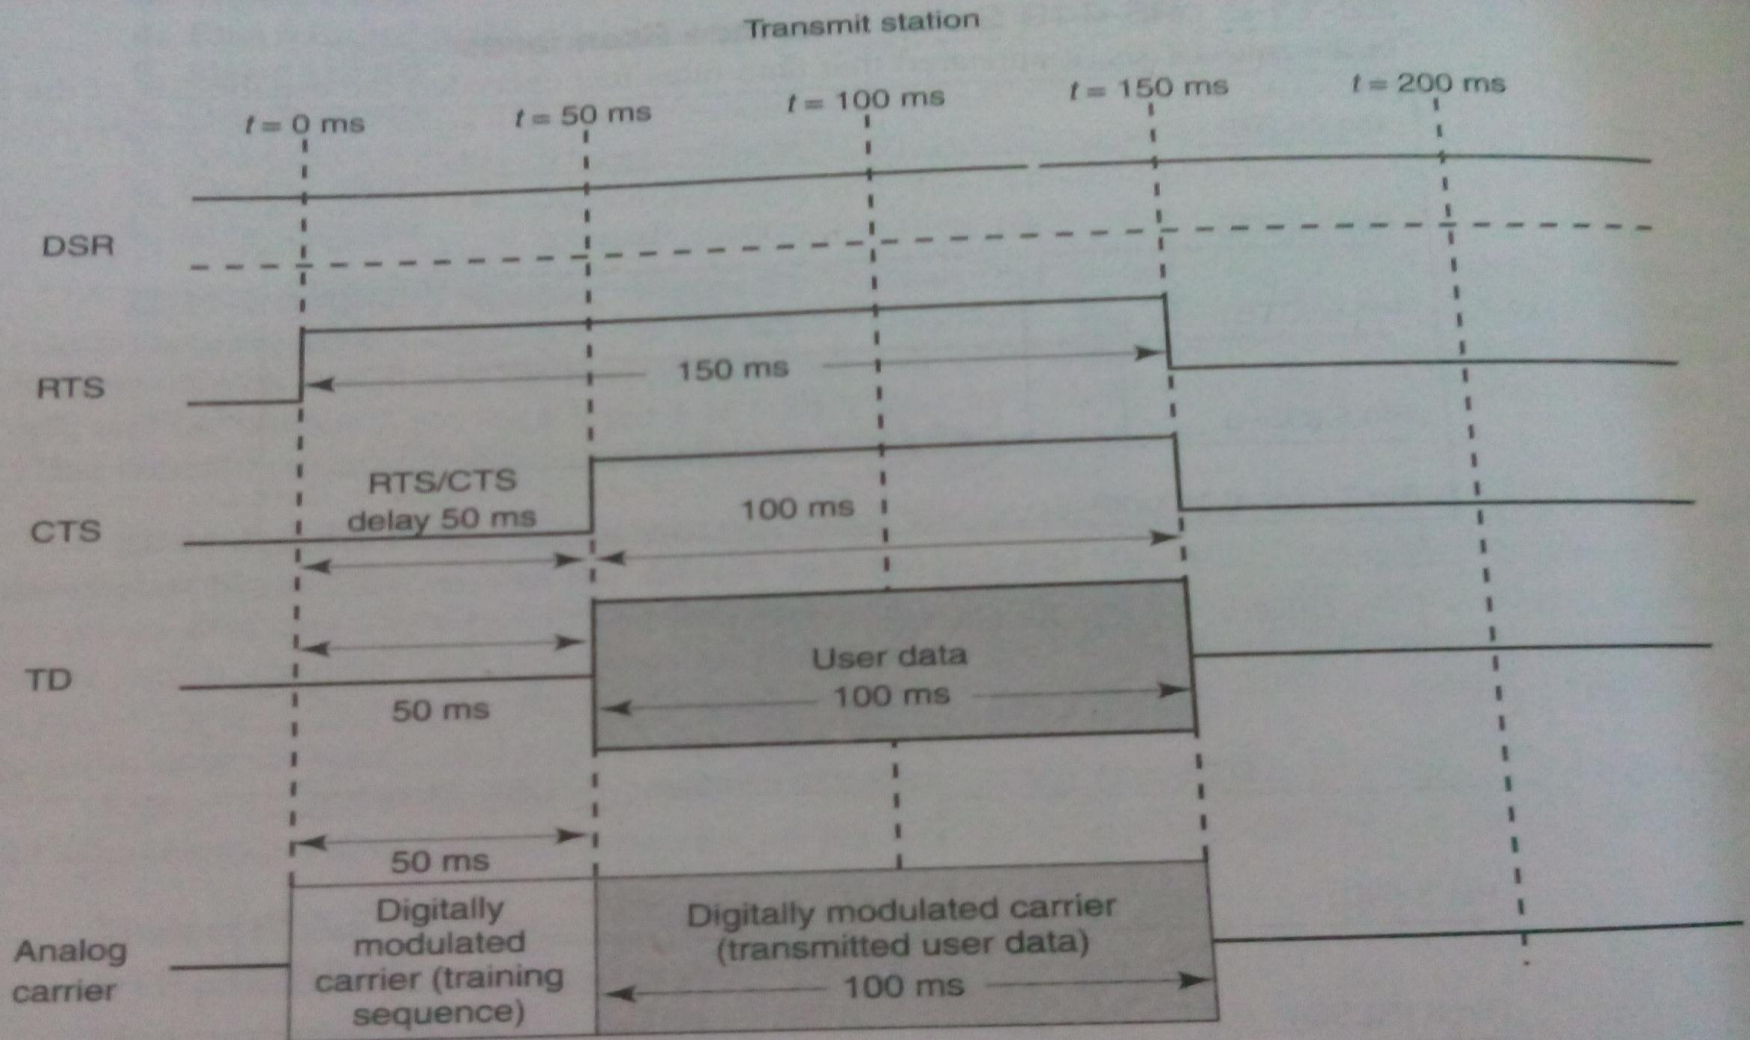 Transmit station
t = 0 ms
t = 50 ms
t = 100 ms
t = 150 ms
t = 200 ms
DSR
RTS
150 ms
CTS
RTS/CTS
delay 50 ms
100 ms
TD
50 ms
User data
100 ms
50 ms
Analog
carrier
Digitally
modulated
carrier (training
sequence)
Digitally modulated carrier
(transmitted user data)
100 ms